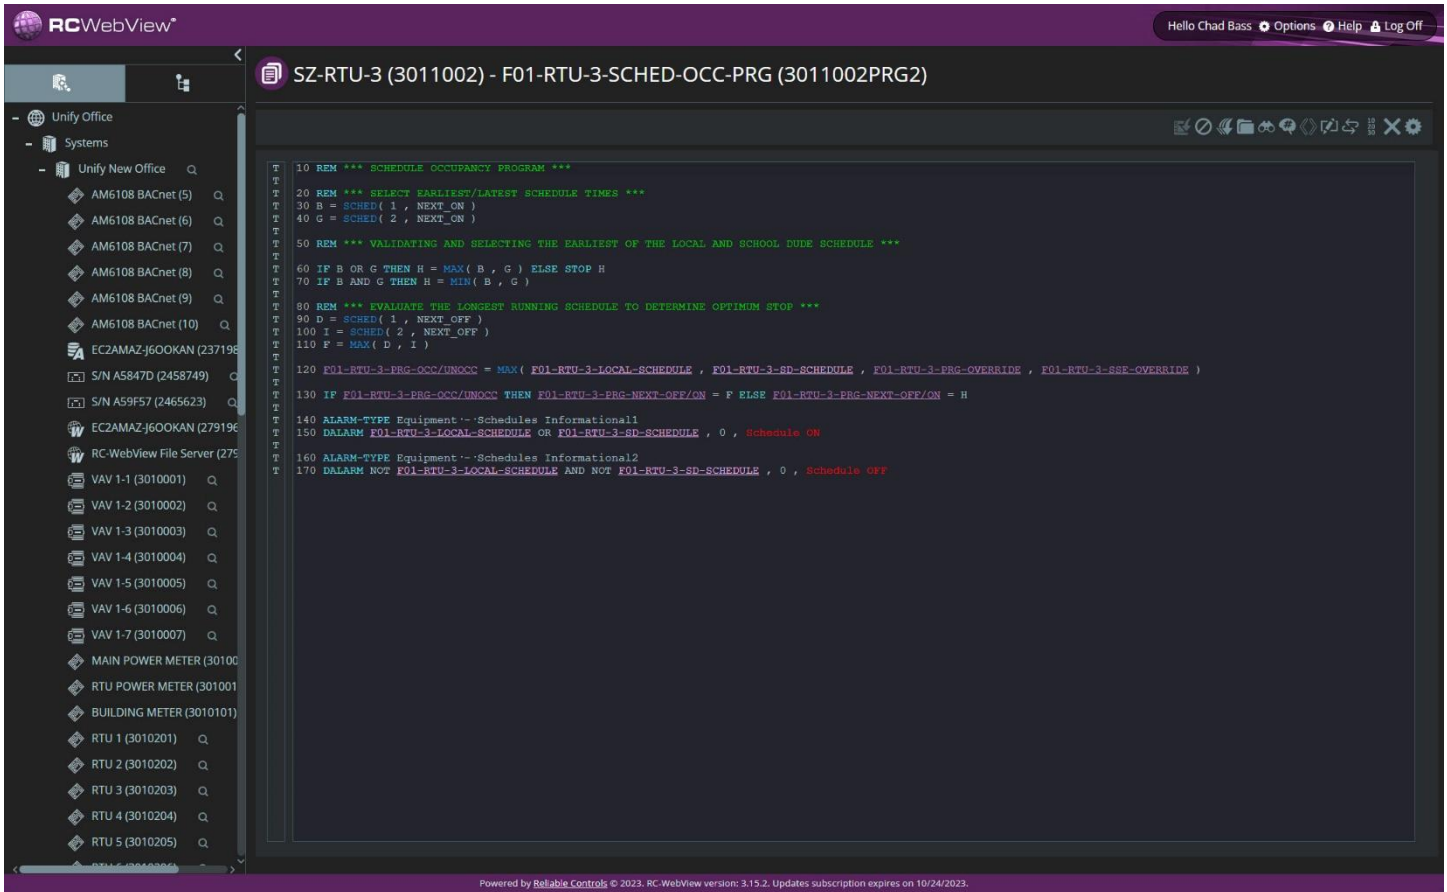 RCWebView®
Hello Chad Bass Options Help Log Off
SZ-RTU-3 (3011002) - F01-RTU-3-SCHED-OCC-PRG (3011002PRG2)
Unify Office
Systems
Unify New Office
AM6108 BACnet (5)
AM6108 BACnet (6)
AM6108 BACnet (7)
AM6108 BACnet (8)
AM6108 BACnet (9)
AM6108 BACnet (10)
EC2AMAZ-J6OOKAN (237198
S/N A5847D (2458749)
S/N A59F57 (2465623)
EC2AMAZ-J6OOKAN (279196
RC-WebView File Server (279
VAV 1-1 (3010001)
VAV 1-2 (3010002)
VAV 1-3 (3010003)
VAV 1-4 (3010004)
VAV 1-5 (3010005)
VAV 1-6 (3010006)
VAV 1-7 (3010007)
MAIN POWER METER (30100
RTU POWER METER (301001
BUILDING METER (3010101)
RTU 1 (3010201)
RTU 2 (3010202)
RTU 3 (3010203)
RTU 4 (3010204)
RTU 5 (3010205)
T 10 REM *** SCHEDULE OCCUPANCY PROGRAM ***
T
T 20 REM *** SELECT EARLIEST/LATEST SCHEDULE TIMES ***
T 30 B = SCHED( 1 , NEXT_ON )
T 40 G = SCHED( 2 , NEXT_ON )
T
T 50 REM *** VALIDATING AND SELECTING THE EARLIEST OF THE LOCAL AND SCHOOL DUDE SCHEDULE ***
T
T 60 IF B OR G THEN H = MAX( B , G ) ELSE STOP H
T 70 IF B AND G THEN H = MIN( B , G )
T
T 80 REM *** EVALUATE THE LONGEST RUNNING SCHEDULE TO DETERMINE OPTIMUM STOP ***
T 90 D = SCHED( 1 , NEXT_OFF )
T 100 I = SCHED( 2 , NEXT_OFF )
T 110 F = MAX( D , I )
T
T 120 F01-RTU-3-PRG-OCC/UNOCC = MAX( F01-RTU-3-LOCAL-SCHEDULE , F01-RTU-3-SD-SCHEDULE , F01-RTU-3-PRG-OVERRIDE , F01-RTU-3-SSE-OVERRIDE )
T
T 130 IF F01-RTU-3-PRG-OCC/UNOCC THEN F01-RTU-3-PRG-NEXT-OFF/ON = F ELSE F01-RTU-3-PRG-NEXT-OFF/ON = H
T
T 140 ALARM-TYPE Equipment·-·Schedules Informational1
T 150 DALARM F01-RTU-3-LOCAL-SCHEDULE OR F01-RTU-3-SD-SCHEDULE , 0 , Schedule ON
T
T 160 ALARM-TYPE Equipment·-·Schedules Informational2
T 170 DALARM NOT F01-RTU-3-LOCAL-SCHEDULE AND NOT F01-RTU-3-SD-SCHEDULE , 0 , Schedule OFF
Powered by Reliable Controls © 2023. RC-WebView version: 3.15.2. Updates subscription expires on 10/24/2023.